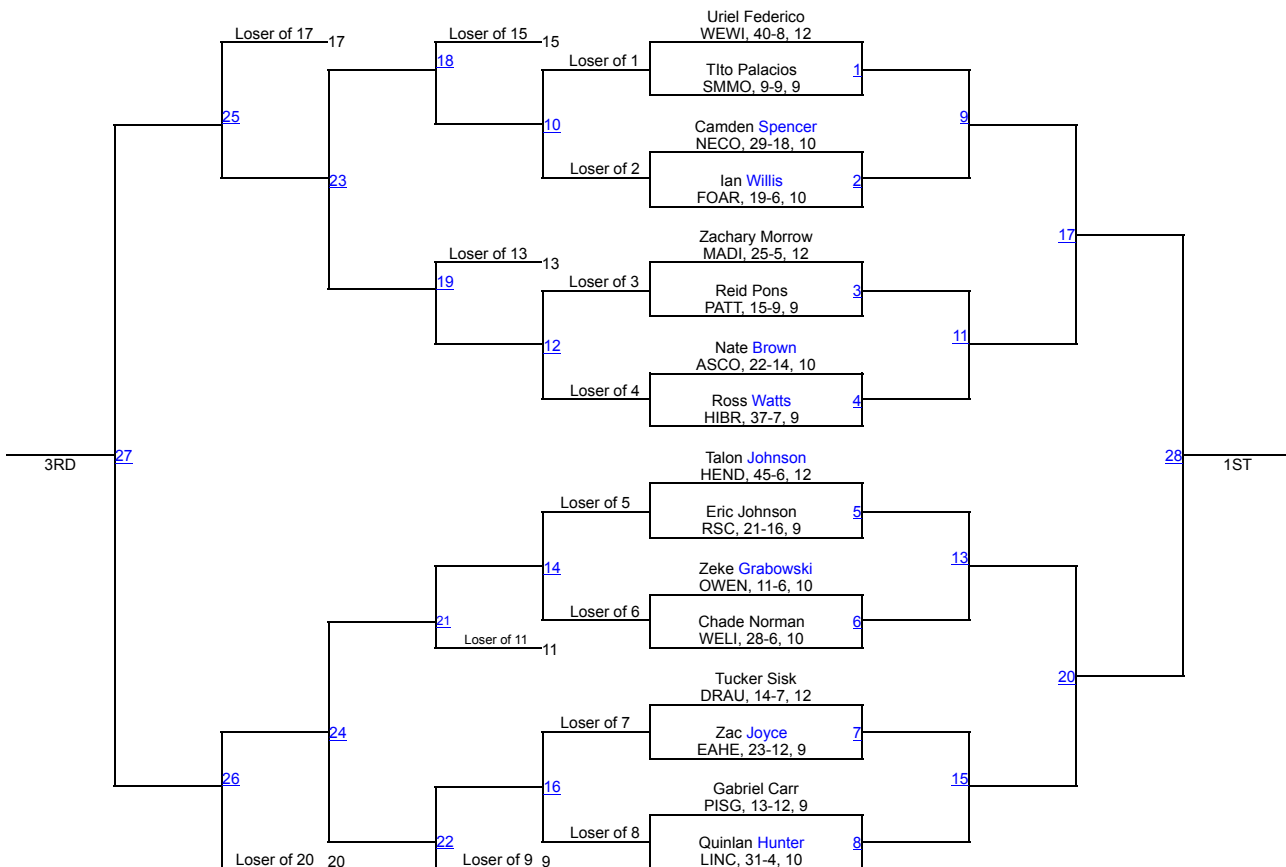 Uriel Federico
Loser of 17 17
Loser of 15 15
WEWI, 40-8, 12
18
Loser of 1
TIto Palacios
1
SMMO, 9-9, 9
25
10
Camden Spencer
9
NECO, 29-18, 10
23
Loser of 2
Ian Willis
2
FOAR, 19-6, 10
Zachary Morrow
17
Loser of 13 13
MADI, 25-5, 12
19
Loser of 3
Reid Pons
3
PATT, 15-9, 9
12
Nate Brown
11
ASCO, 22-14, 10
Loser of 4
Ross Watts
4
HIBR, 37-7, 9
3RD
27
Talon Johnson
28
1ST
HEND, 45-6, 12
Loser of 5
Eric Johnson
5
RSC, 21-16, 9
14
Zeke Grabowski
13
OWEN, 11-6, 10
21
Loser of 6
Chade Norman
6
WELI, 28-6, 10
Loser of 11 11
Tucker Sisk
20
DRAU, 14-7, 12
24
Loser of 7
Zac Joyce
7
EAHE, 23-12, 9
26
16
Gabriel Carr
15
PISG, 13-12, 9
22
Loser of 8
Quinlan Hunter
8
Loser of 20 20
Loser of 9 9
LINC, 31-4, 10